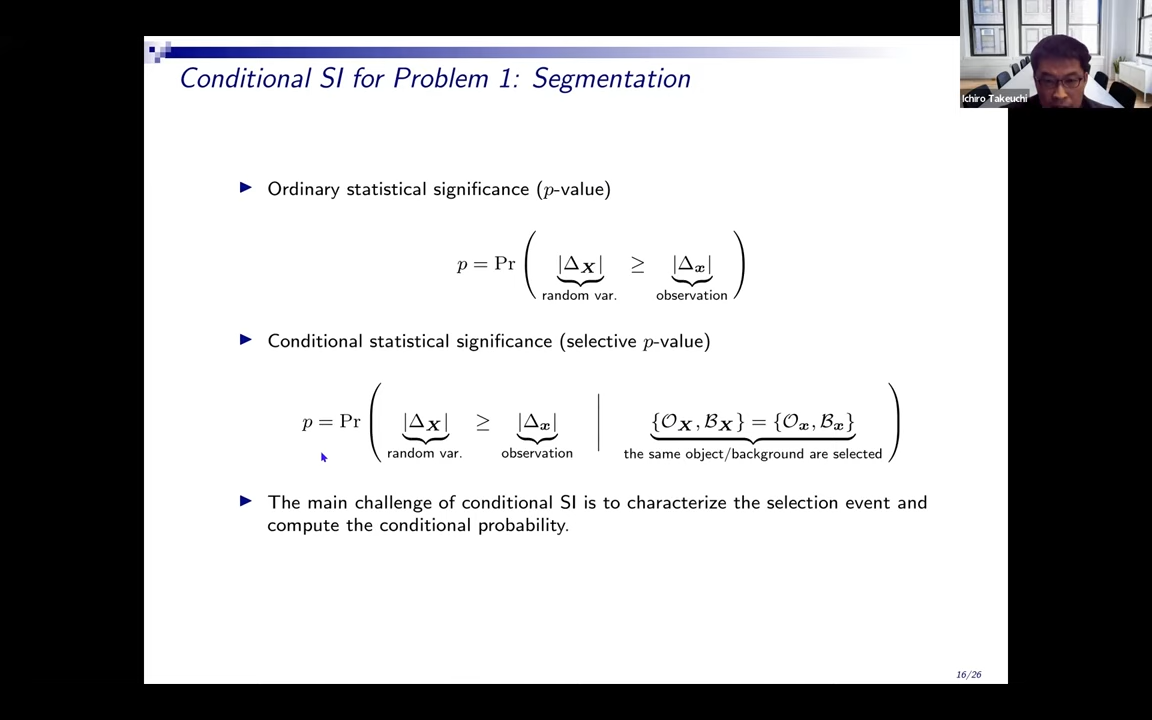 Conditional SI for Problem 1: Segmentation
Ichiro Takeuchi
Ordinary statistical significance (p-value)
p = Pr ( |Δ_X| ≥ |Δ_x| )
random var. observation
Conditional statistical significance (selective p-value)
p = Pr ( |Δ_X| ≥ |Δ_x| | {𝒪_X, ℬ_X} = {𝒪_x, ℬ_x} )
random var. observation the same object/background are selected
The main challenge of conditional SI is to characterize the selection event and
compute the conditional probability.
16/26